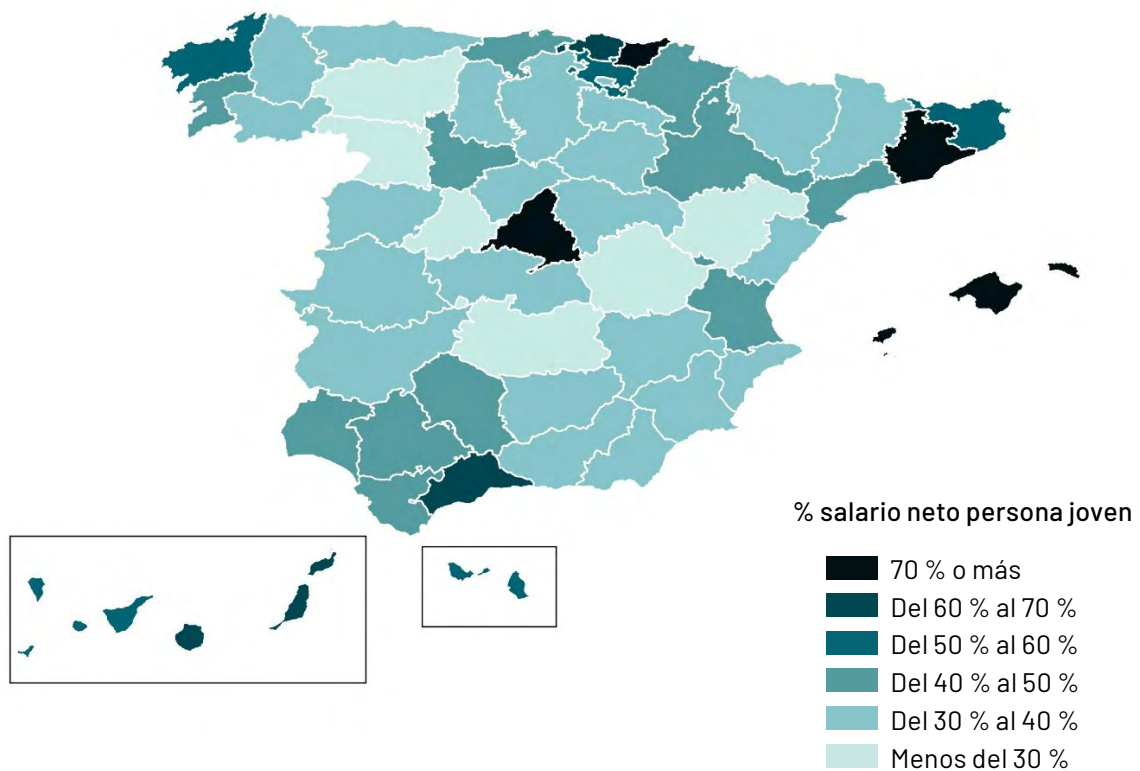 % salario neto persona joven
70 % o más
Del 60 % al 70 %
Del 50 % al 60 %
Del 40 % al 50 %
Del 30 % al 40 %
Menos del 30 %